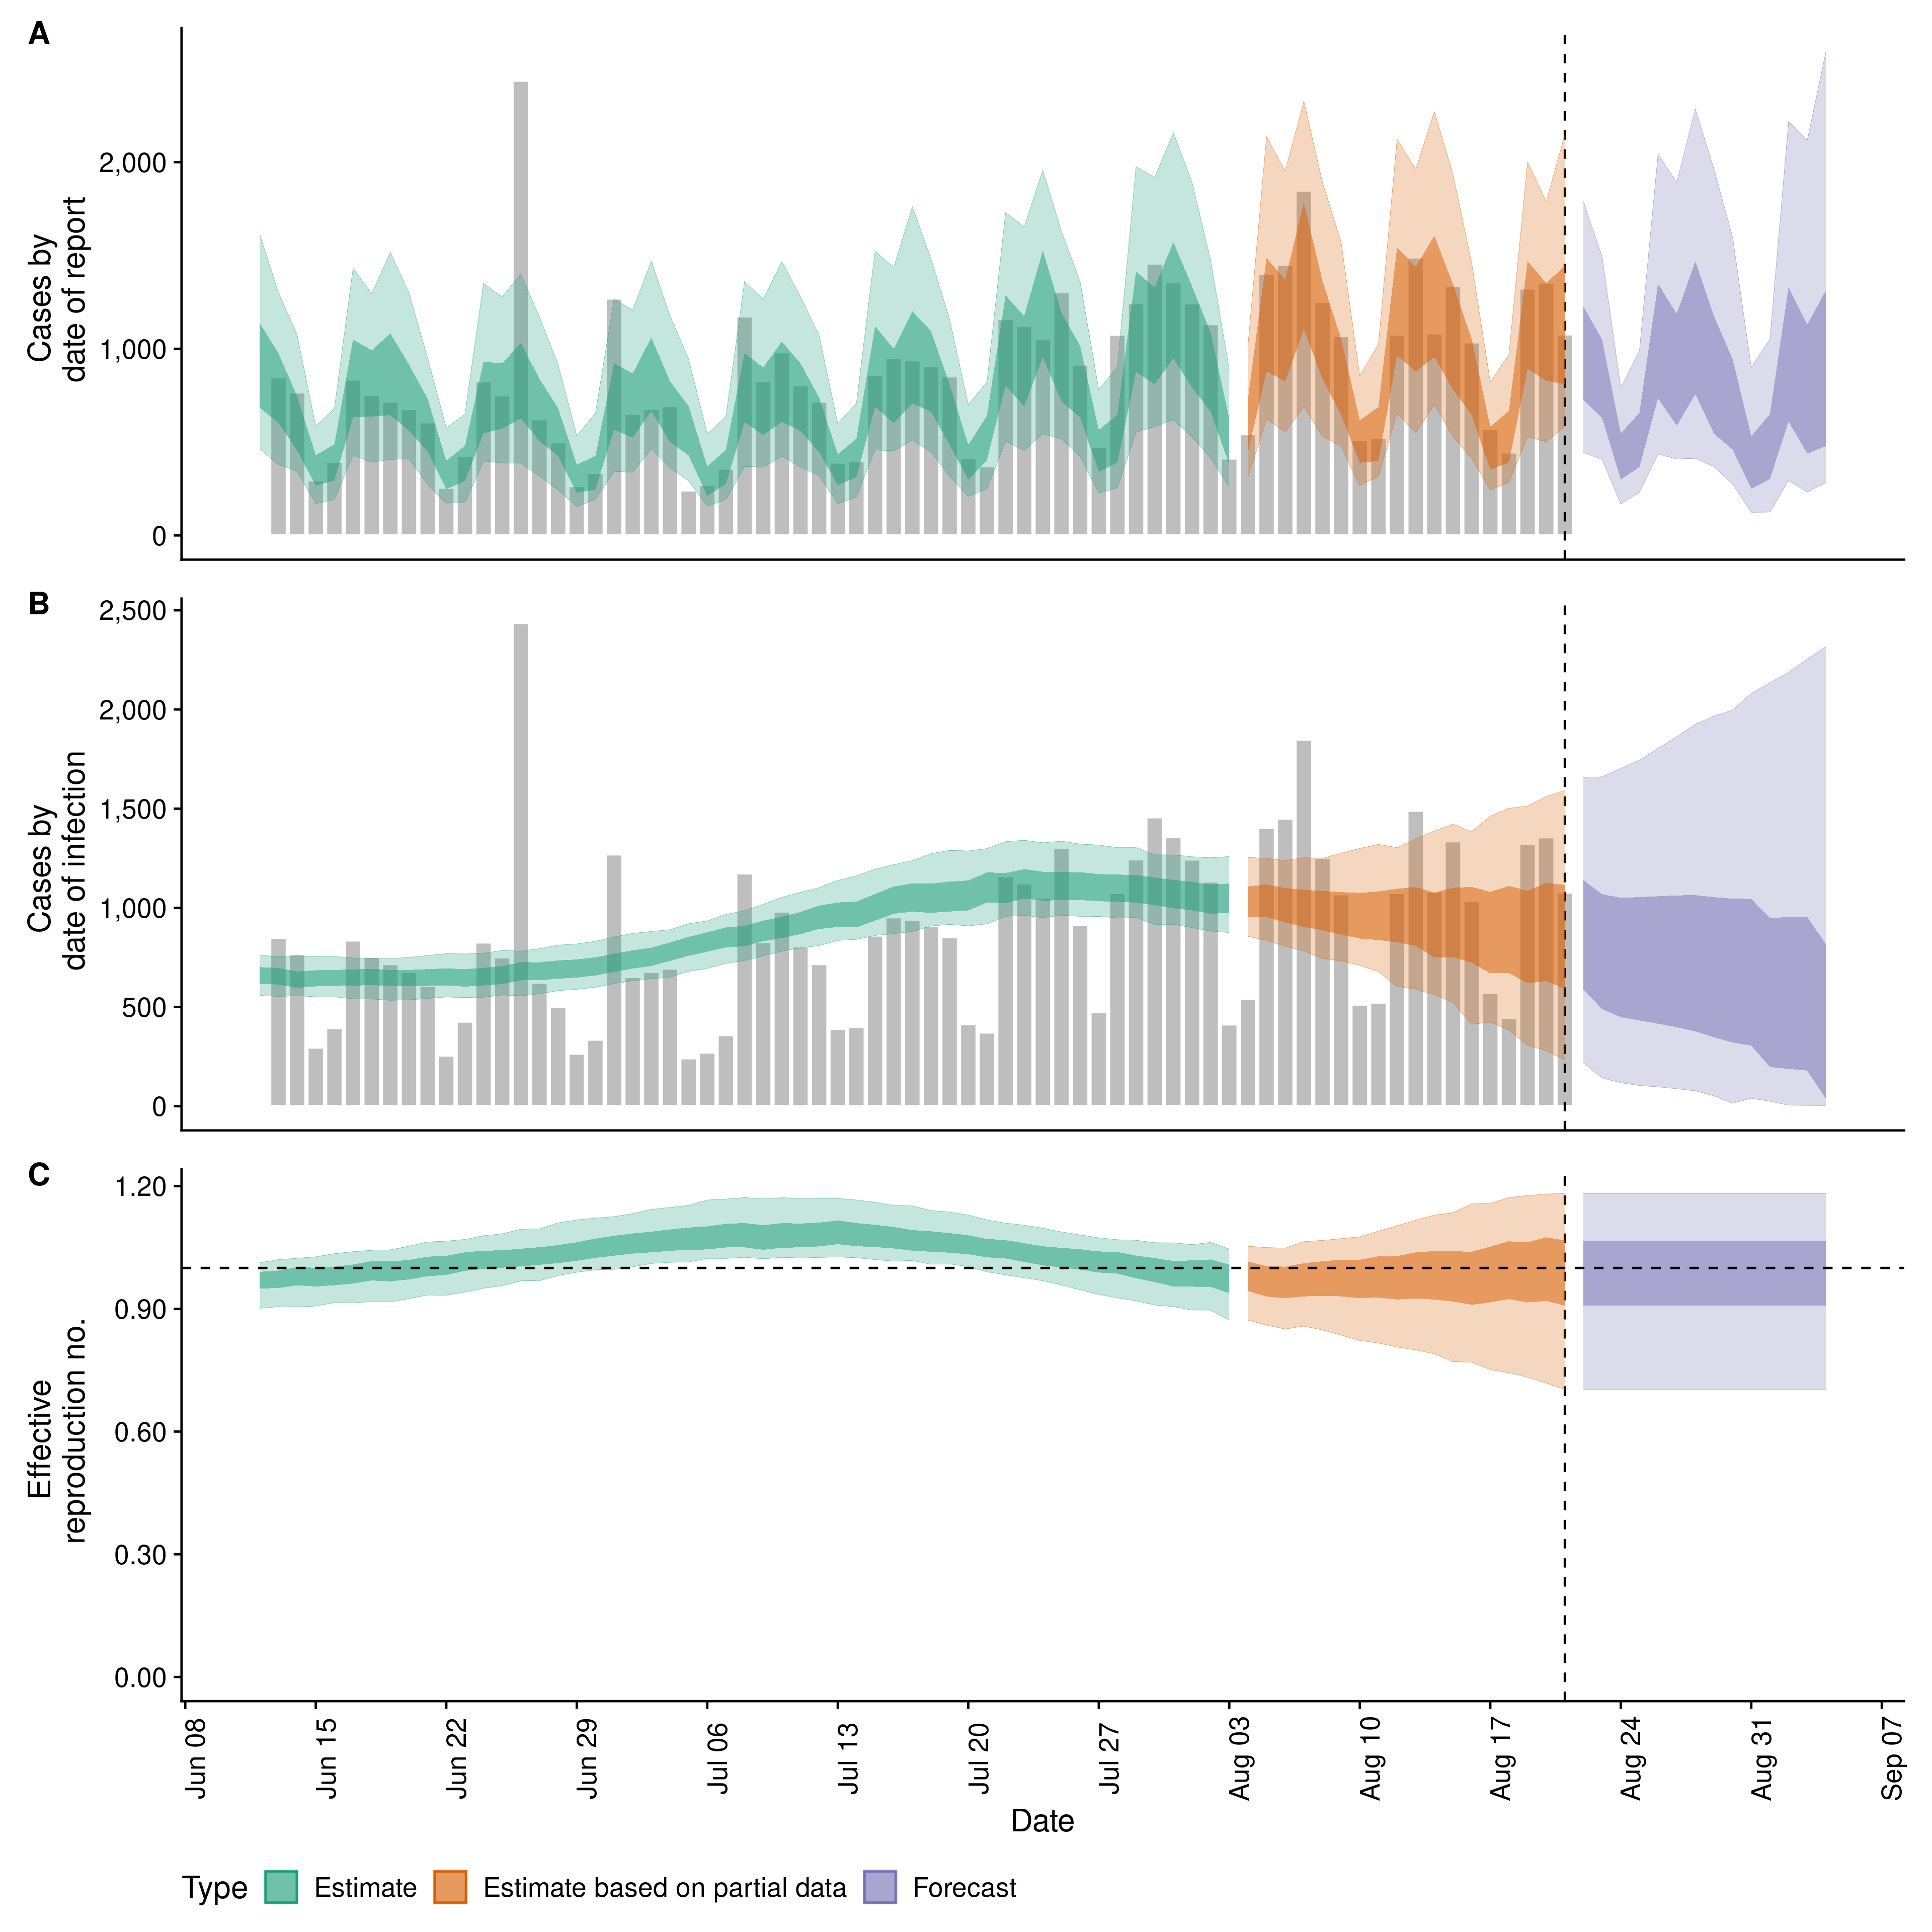 A
Cases by
date of report
2,000
1,000
0
B
Cases by
date of infection
2,500
2,000
1,500
1,000
500
0
C
Effective
reproduction no.
1.20
0.90
0.60
0.30
0.00
Jun 08
Jun 15
Jun 22
Jun 29
Jul 06
Jul 13
Jul 20
Jul 27
Aug 03
Aug 10
Aug 17
Aug 24
Aug 31
Sep 07
Date
Type Estimate Estimate based on partial data Forecast